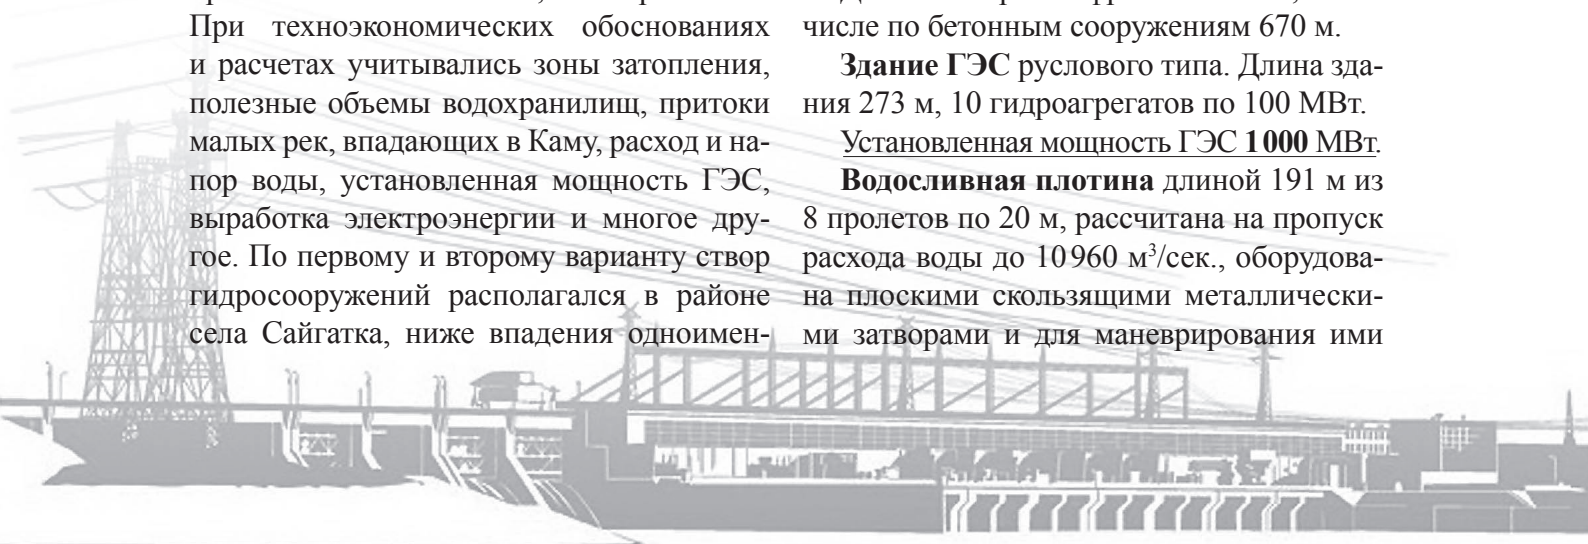 При техноэкономических обоснованиях
и расчетах учитывались зоны затопления,
полезные объемы водохранилищ, притоки
малых рек, впадающих в Каму, расход и на-
пор воды, установленная мощность ГЭС,
выработка электроэнергии и многое дру-
гое. По первому и второму варианту створ
гидросооружений располагался в районе
села Сайгатка, ниже впадения одноимен-
числе по бетонным сооружениям 670 м.
Здание ГЭС руслового типа. Длина зда-
ния 273 м, 10 гидроагрегатов по 100 МВт.
Установленная мощность ГЭС 1000 МВт.
Водосливная плотина длиной 191 м из
8 пролетов по 20 м, рассчитана на пропуск
расхода воды до 10960 м³/сек., оборудова-
на плоскими скользящими металлически-
ми затворами и для маневрирования ими